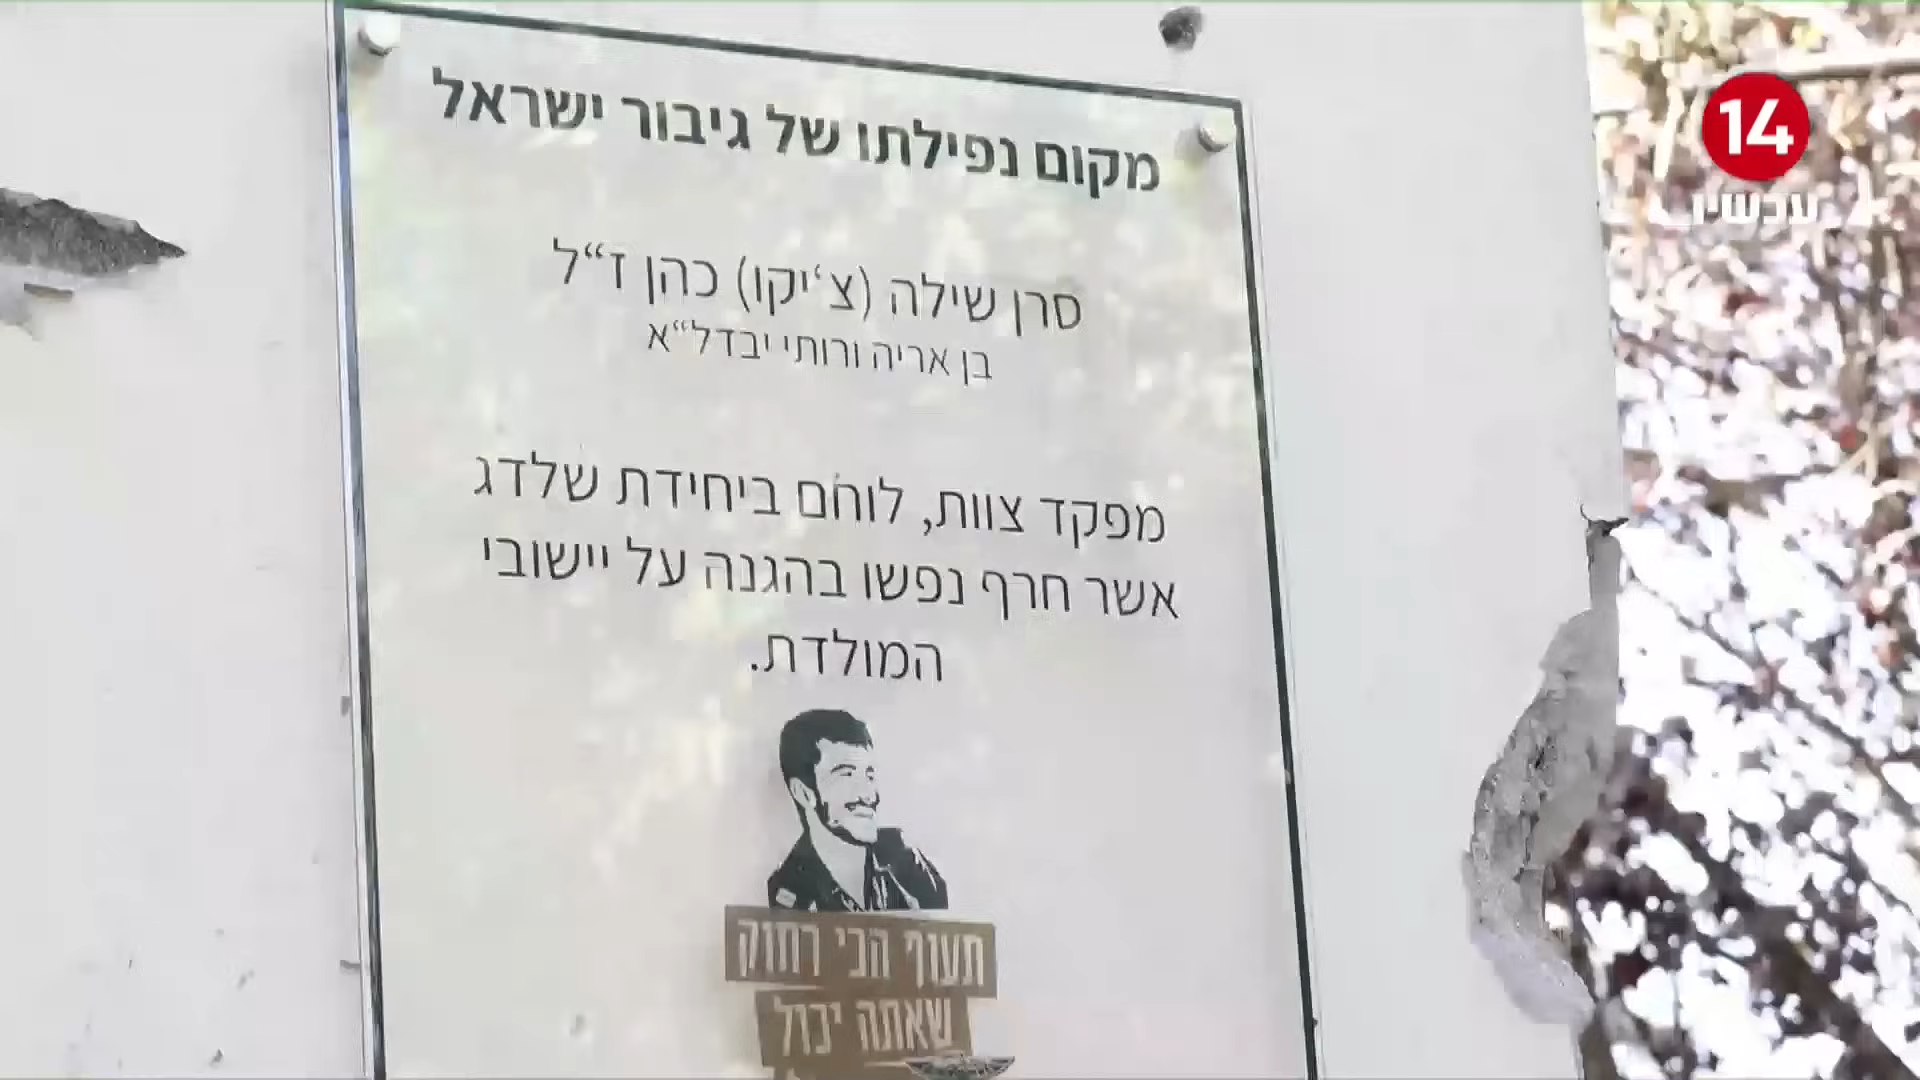 מקום נפילתו של גיבור ישראל
סרן שילה (צ'יקו) כהן ז"ל
בן אריה ורותי יבדל"א
מפקד צוות, לוחם ביחידת שלדג
אשר חרף נפשו בהגנה על יישובי
המולדת.
תעוף הכי רחוק
שאתה יכול
14
עכשיו